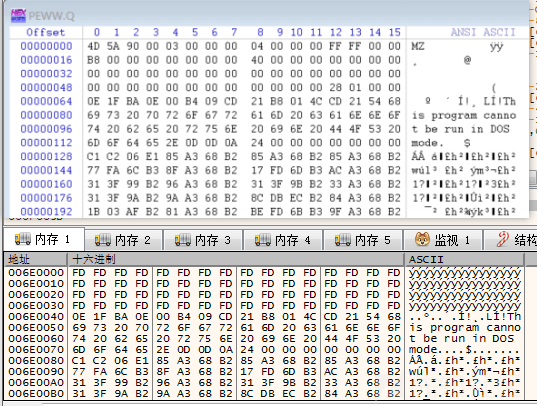 PEWW.Q
Offset 0 1 2 3 4 5 6 7 8 9 10 11 12 13 14 15 ANSI ASCII
00000000 4D 5A 90 00 03 00 00 00 04 00 00 00 FF FF 00 00 MZ ÿÿ
00000016 B8 00 00 00 00 00 00 00 40 00 00 00 00 00 00 00 ¸ @
00000032 00 00 00 00 00 00 00 00 00 00 00 00 00 00 00 00
00000048 00 00 00 00 00 00 00 00 00 00 00 00 28 01 00 00 (
00000064 0E 1F BA 0E 00 B4 09 CD 21 B8 01 4C CD 21 54 68 º ´ Í!¸ LÍ!Th
00000080 69 73 20 70 72 6F 67 72 61 6D 20 63 61 6E 6E 6F is program canno
00000096 74 20 62 65 20 72 75 6E 20 69 6E 20 44 4F 53 20 t be run in DOS
00000112 6D 6F 64 65 2E 0D 0D 0A 24 00 00 00 00 00 00 00 mode. $
00000128 C1 C2 06 E1 85 A3 68 B2 85 A3 68 B2 85 A3 68 B2
00000144 77 FA 6C B3 8F A3 68 B2 17 FD 6D B3 AC A3 68 B2
00000160 31 3F 99 B2 96 A3 68 B2 31 3F 9B B2 33 A3 68 B2
00000176 31 3F 9A B2 9A A3 68 B2 8C DB EC B2 84 A3 68 B2
00000192 1B 03 AF B2 81 A3 68 B2 BE FD 6B B3 9F A3 68 B2
内存 1 内存 2 内存 3 内存 4 内存 5 监视 1 结构
地址 十六进制 ASCII
006E0000 FD FD FD FD FD FD FD FD FD FD FD FD FD FD FD FD ýýýýýýýýýýýýýýýý
006E0010 FD FD FD FD FD FD FD FD FD FD FD FD FD FD FD FD ýýýýýýýýýýýýýýýý
006E0020 FD FD FD FD FD FD FD FD FD FD FD FD FD FD FD FD ýýýýýýýýýýýýýýýý
006E0030 FD FD FD FD FD FD FD FD FD FD FD FD FD FD FD FD ýýýýýýýýýýýýýýýý
006E0040 0E 1F BA 0E 00 B4 09 CD 21 B8 01 4C CD 21 54 68 ..º..´.Í!¸.LÍ!Th
006E0050 69 73 20 70 72 6F 67 72 61 6D 20 63 61 6E 6E 6F is program canno
006E0060 74 20 62 65 20 72 75 6E 20 69 6E 20 44 4F 53 20 t be run in DOS
006E0070 6D 6F 64 65 2E 0D 0D 0A 24 00 00 00 00 00 00 00 mode....$.......
006E0080 C1 C2 06 E1 85 A3 68 B2 85 A3 68 B2 85 A3 68 B2 ÁÂ.á.£h².£h².£h²
006E0090 77 FA 6C B3 8F A3 68 B2 17 FD 6D B3 AC A3 68 B2 wúl³.£h².ým³¬£h²
006E00A0 31 3F 99 B2 96 A3 68 B2 31 3F 9B B2 33 A3 68 B2 1?.².£h²1?.²3£h²
006E00B0 31 3F 9A B2 9A A3 68 B2 8C DB EC B2 84 A3 68 B2 1?.².£h².Ûì².£h²